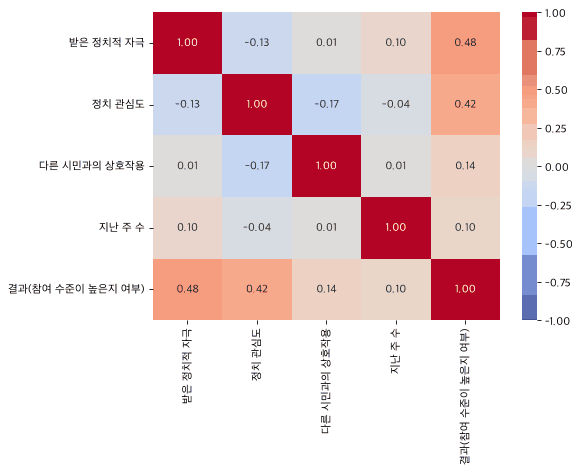 받은 정치적 자극
1.00 -0.13 0.01 0.10 0.48
정치 관심도
-0.13 1.00 -0.17 -0.04 0.42
다른 시민과의 상호작용
0.01 -0.17 1.00 0.01 0.14
지난 주 수
0.10 -0.04 0.01 1.00 0.10
결과(참여 수준이 높은지 여부)
0.48 0.42 0.14 0.10 1.00
받은 정치적 자극
정치 관심도
다른 시민과의 상호작용
지난 주 수
결과(참여 수준이 높은지 여부)
1.00
0.75
0.50
0.25
0.00
-0.25
-0.50
-0.75
-1.00